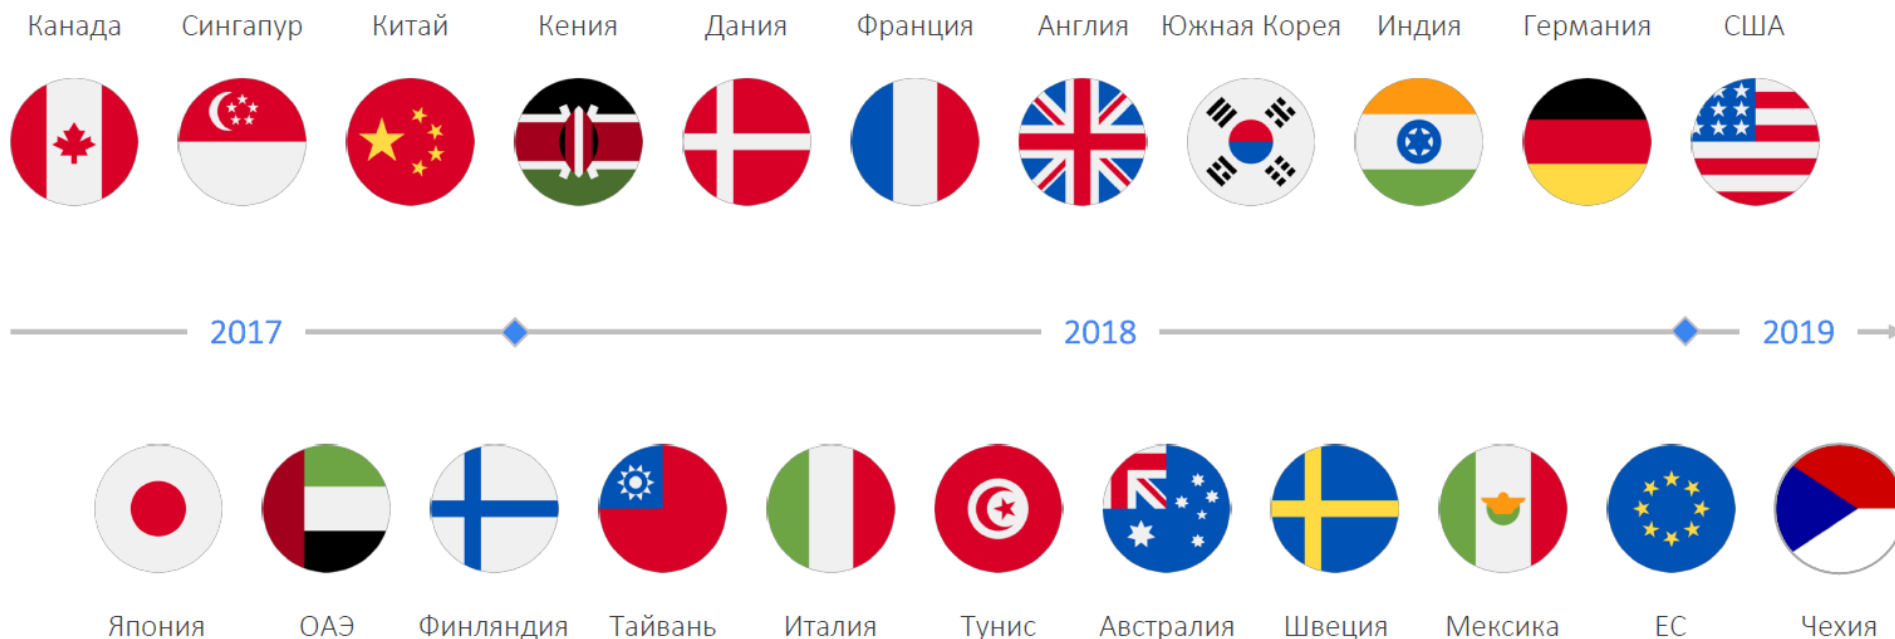 Канада Сингапур Китай Кения Дания Франция Англия Южная Корея Индия Германия США
2017 2018 2019
Япония ОАЭ Финляндия Тайвань Италия Тунис Австралия Швеция Мексика ЕС Чехия